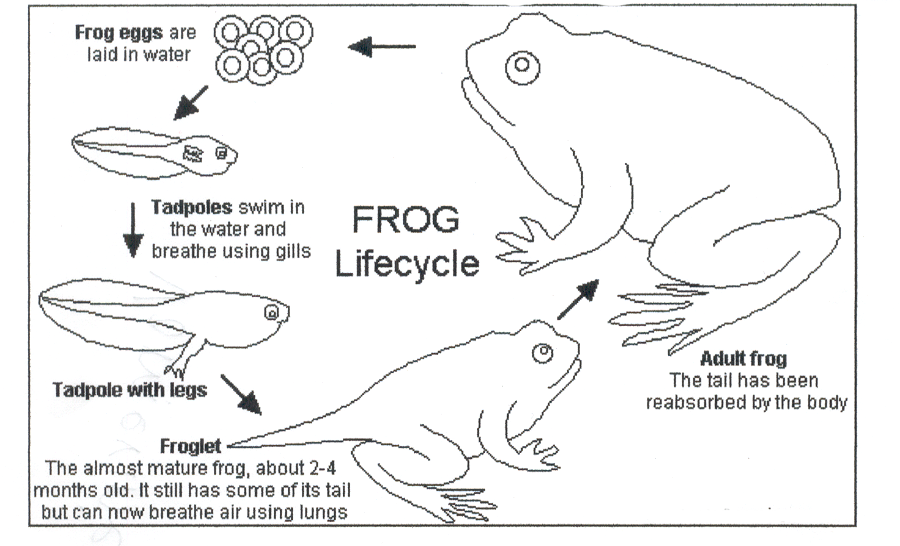 Frog eggs are
laid in water
Tadpoles swim in
the water and
breathe using gills
FROG
Lifecycle
Tadpole with legs
Froglet
The almost mature frog, about 2-4
months old. It still has some of its tail
but can now breathe air using lungs
Adult frog
The tail has been
reabsorbed by the body